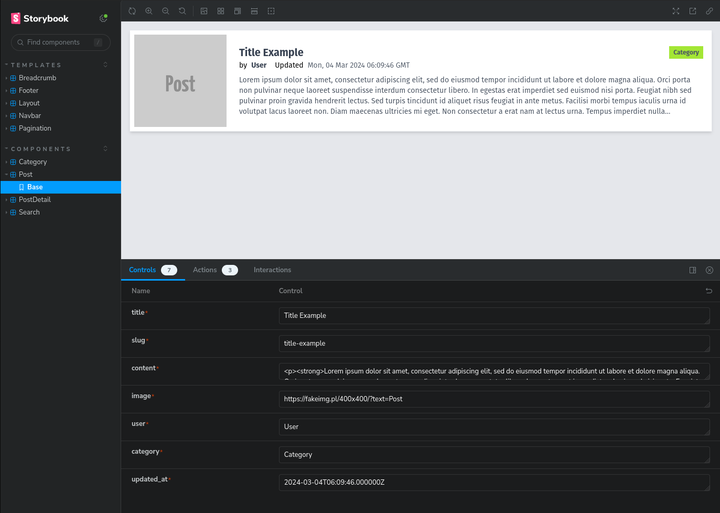 Storybook
Find components
/
TEMPLATES
Breadcrumb
Footer
Layout
Navbar
Pagination
COMPONENTS
Category
Post
Base
PostDetail
Search
Post
Title Example
Category
by User Updated Mon, 04 Mar 2024 06:09:46 GMT
Lorem ipsum dolor sit amet, consectetur adipiscing elit, sed do eiusmod tempor incididunt ut labore et dolore magna aliqua. Orci porta
non pulvinar neque laoreet suspendisse interdum consectetur libero. In egestas erat imperdiet sed euismod nisi porta. Feugiat nibh sed
pulvinar proin gravida hendrerit lectus. Sed turpis tincidunt id aliquet risus feugiat in ante metus. Facilisi morbi tempus iaculis urna id
volutpat lacus laoreet non. Diam maecenas ultricies mi eget. Non consectetur a erat nam at lectus urna. Tempus imperdiet nulla...
Controls 7 Actions 3 Interactions
Name Control
title* Title Example
slug* title-example
content* <p><strong>Lorem ipsum dolor sit amet, consectetur adipiscing elit, sed do eiusmod tempor incididunt ut labore et dolore magna aliqua.
image* https://fakeimg.pl/400x400/?text=Post
user* User
category* Category
updated_at* 2024-03-04T06:09:46.000000Z